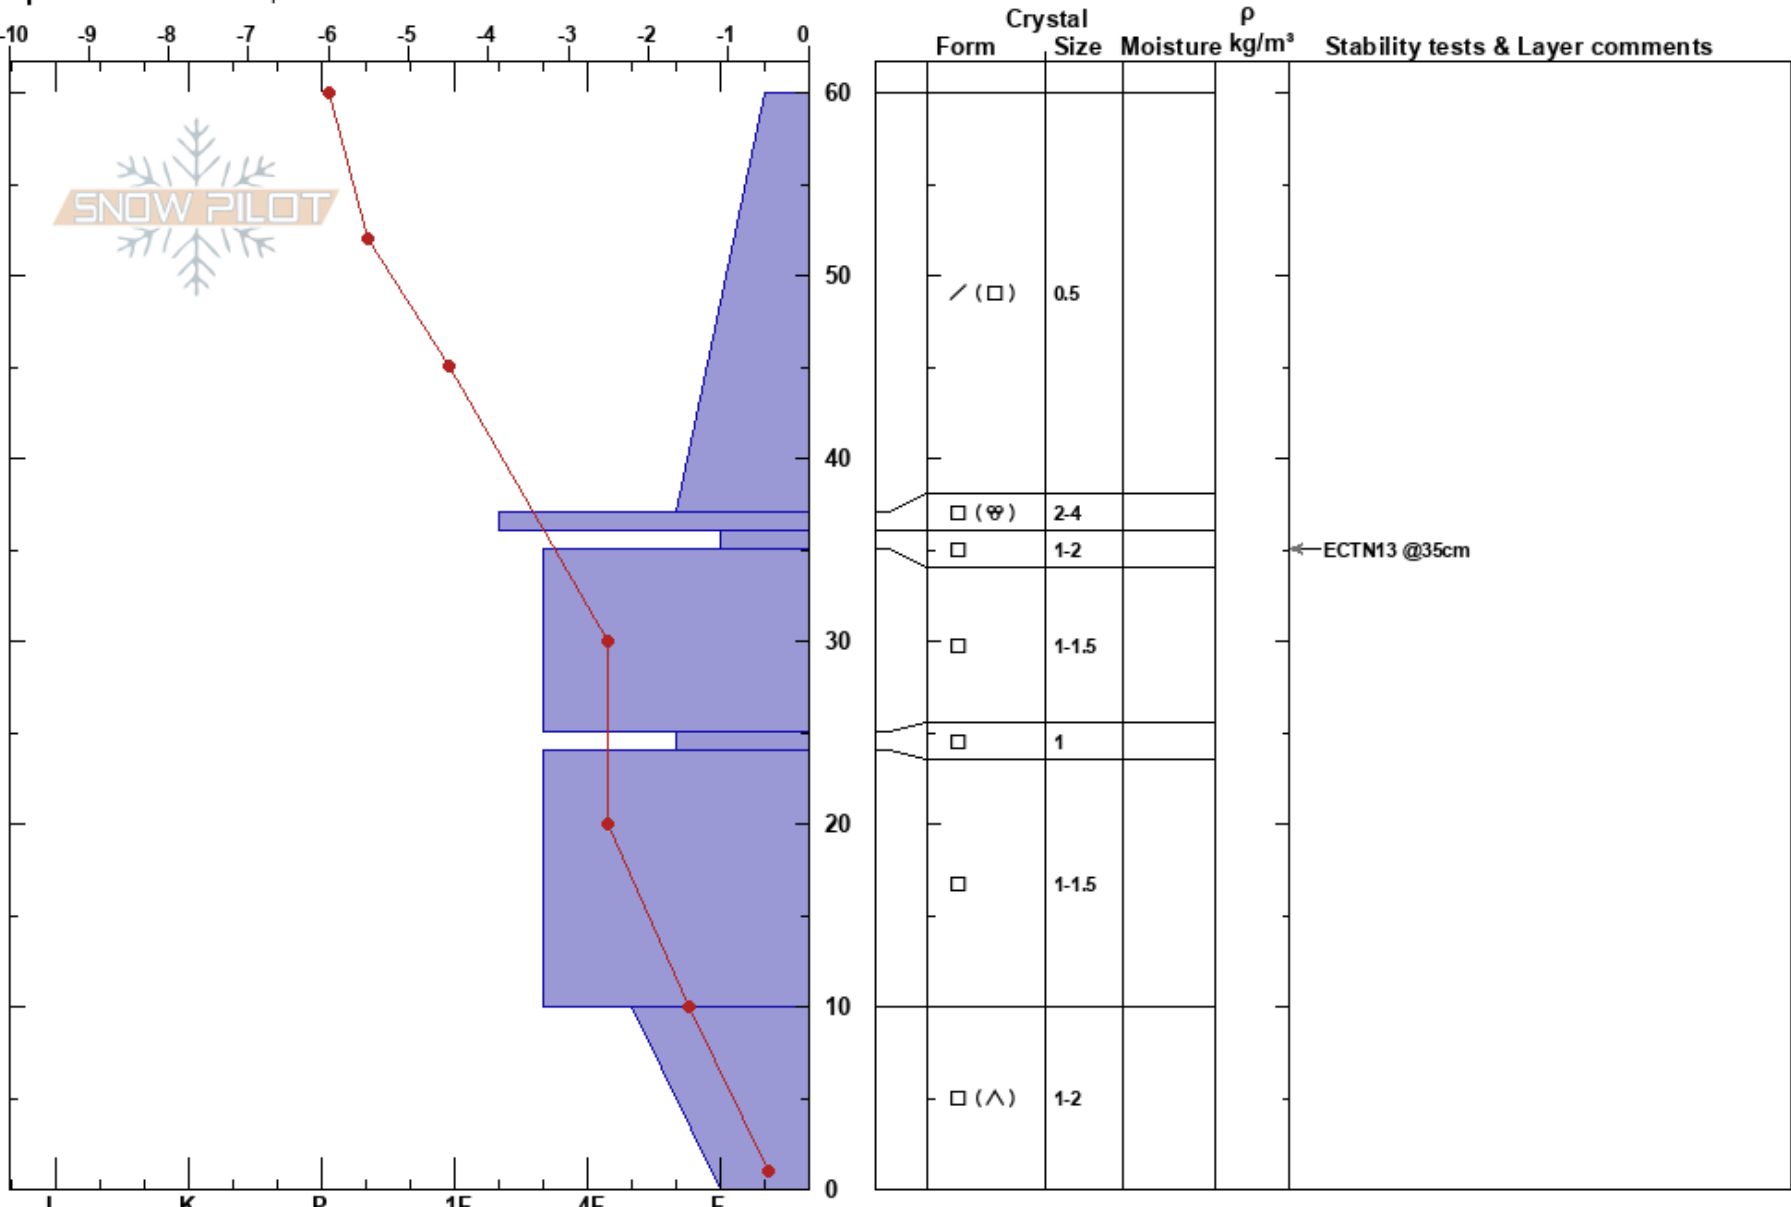 Crystal ρ
-10 -9 -8 -7 -6 -5 -4 -3 -2 -1 0 Form Size Moisture kg/m³ Stability tests & Layer comments
60
SNOW PILOT
50
/ (□) 0.5
40
□ ( ) 2-4
□ 1-2 ECTN13 @35cm
30 □ 1-1.5
□ 1
20
□ 1-1.5
10
□ (∧) 1-2
0
I K P 1F 4F F